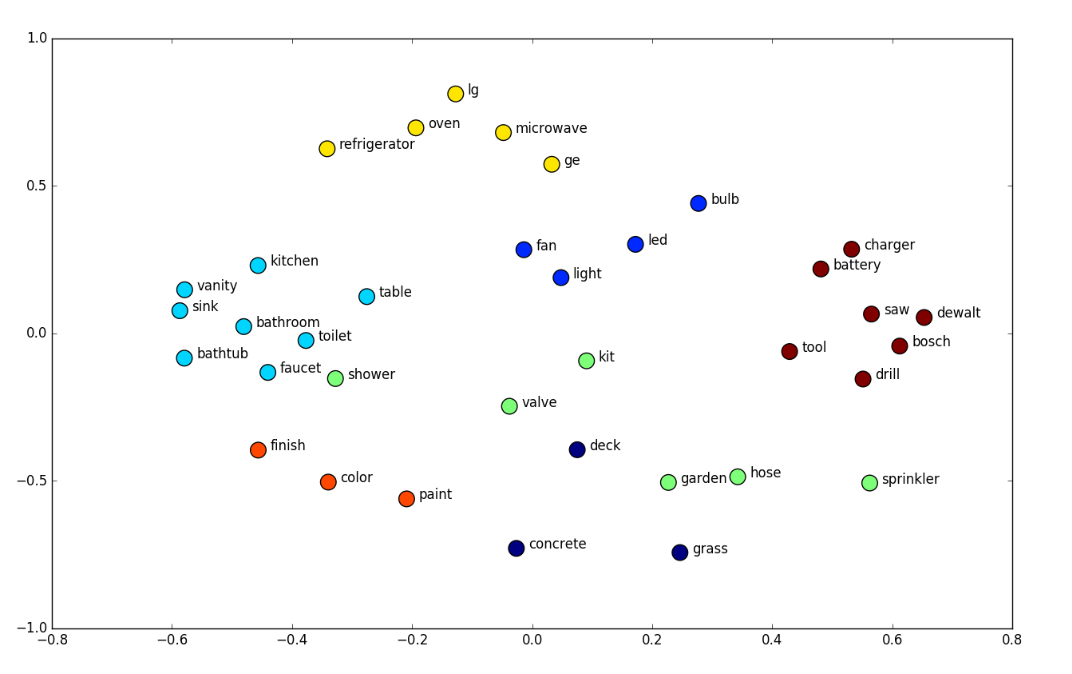 1.0
lg
oven
microwave
refrigerator
ge
0.5
bulb
led
fan
charger
kitchen
battery
light
vanity
table
sink
saw
dewalt
bathroom
0.0
toilet
bosch
tool
bathtub
kit
faucet
shower
drill
valve
finish
deck
hose
color
garden
sprinkler
−0.5
paint
concrete
grass
−1.0
−0.8 −0.6 −0.4 −0.2 0.0 0.2 0.4 0.6 0.8